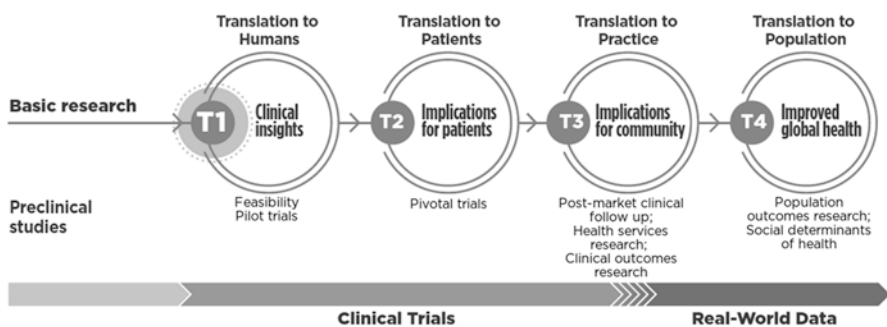 Translation to
Humans
Translation to
Patients
Translation to
Practice
Translation to
Population
Basic research
T1
Clinical
insights
T2
Implications
for patients
T3
Implications
for community
T4
Improved
global health
Preclinical
studies
Feasibility
Pilot trials
Pivotal trials
Post-market clinical
follow up;
Health services
research;
Clinical outcomes
research
Population
outcomes research;
Social determinants
of health
Clinical Trials
Real-World Data